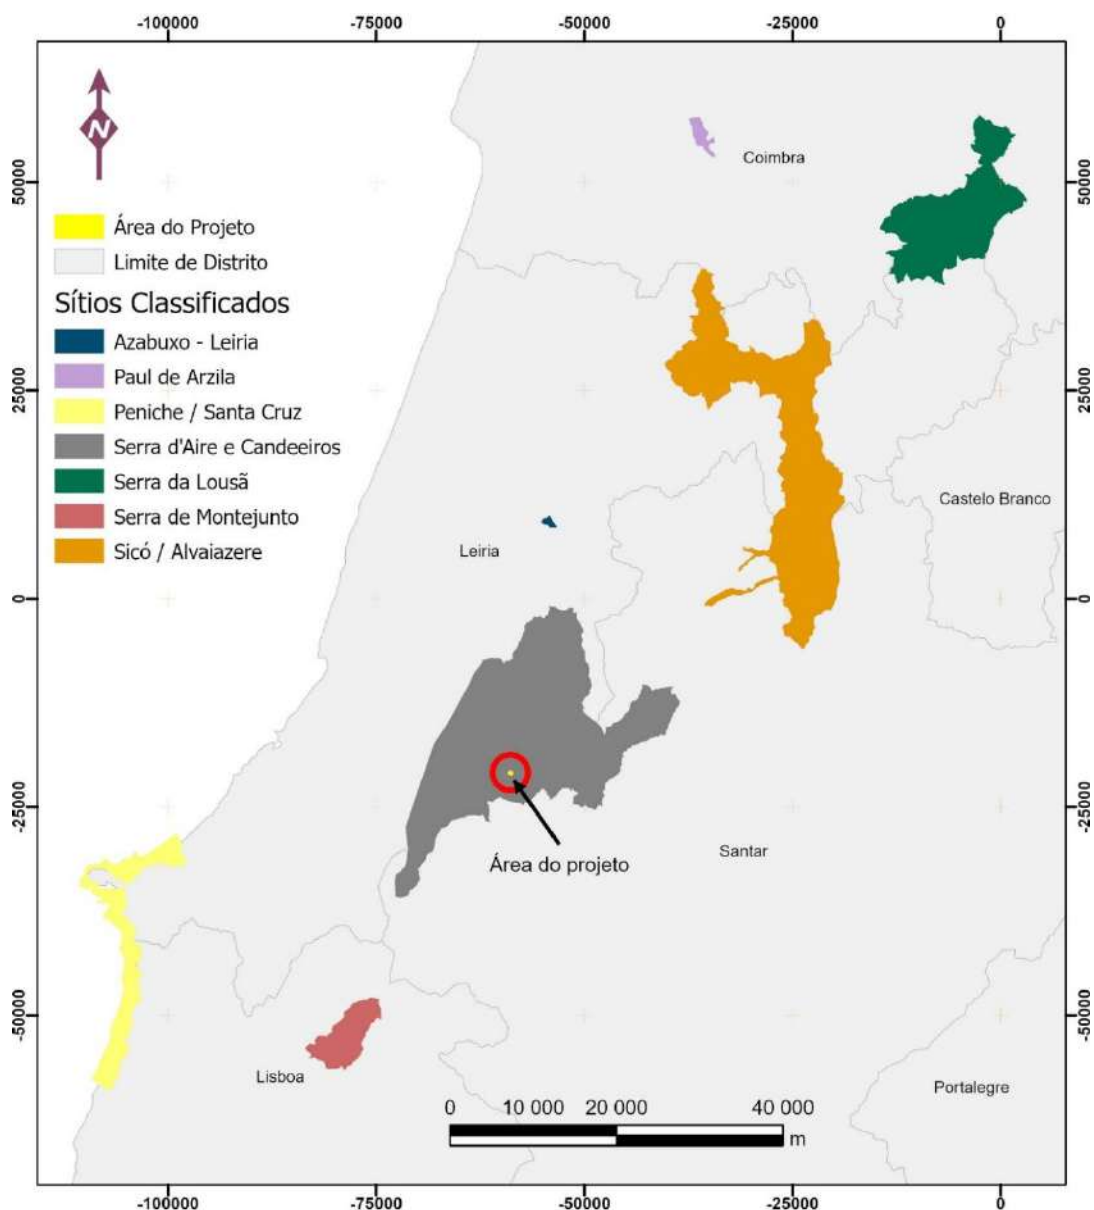 -100000
-75000
-50000
-25000
0
N
50000
50000
Coimbra
Área do Projeto
Limite de Distrito
Sítios Classificados
Azabuxo - Leiria
Paul de Arzila
25000
25000
Peniche / Santa Cruz
Serra d'Aire e Candeeiros
Serra da Lousã
Serra de Montejunto
Sicó / Alvaiazere
Castelo Branco
Leiria
0
0
-25000
-25000
Área do projeto
Santar
-50000
-50000
Lisboa
Portalegre
0
10 000
20 000
40 000
m
-100000
-75000
-50000
-25000
0